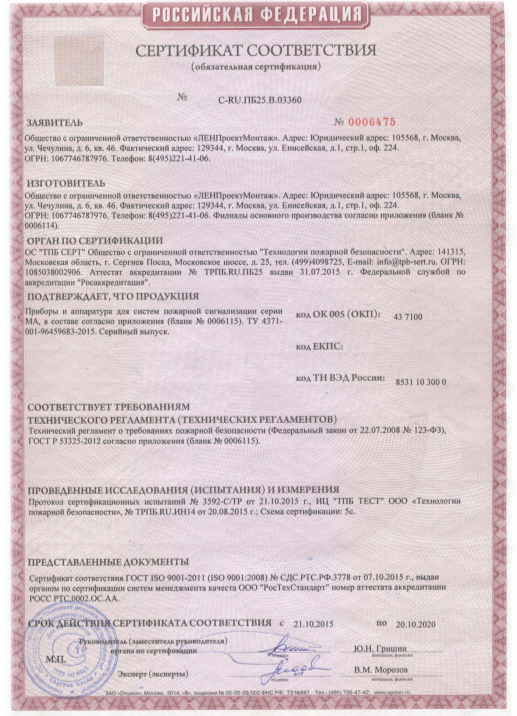 РОССИЙСКАЯ ФЕДЕРАЦИЯ
СЕРТИФИКАТ СООТВЕТСТВИЯ
(обязательная сертификация)
№ C-RU.ПБ25.В.03360
ЗАЯВИТЕЛЬ № 0006475
Общество с ограниченной ответственностью «ЛЕНПроектМонтаж». Адрес: Юридический адрес: 105568, г. Москва,
ул. Чечулина, д. 6, кв. 46. Фактический адрес: 129344, г. Москва, ул. Енисейская, д.1, стр.1, оф. 224.
ОГРН: 1067746787976. Телефон: 8(495)221-41-06.
ИЗГОТОВИТЕЛЬ
Общество с ограниченной ответственностью «ЛЕНПроектМонтаж». Адрес: Юридический адрес: 105568, г. Москва,
ул. Чечулина, д. 6, кв. 46. Фактический адрес: 129344, г. Москва, ул. Енисейская, д.1, стр.1, оф. 224.
ОГРН: 1067746787976. Телефон: 8(495)221-41-06. Филиалы основного производства согласно приложения (бланк №
0006114).
ОРГАН ПО СЕРТИФИКАЦИИ
ОС "ТПБ СЕРТ" Общество с ограниченной ответственностью "Технологии пожарной безопасности". Адрес: 141315,
Московская область, г. Сергиев Посад, Московское шоссе, д. 25, тел. (499)4098725, E-mail: info@tpb-sert.ru. ОГРН:
1085038002906. Аттестат аккредитации № ТРПБ.RU.ПБ25 выдан 31.07.2015 г. Федеральной службой по
аккредитации "Росаккредитация".
ПОДТВЕРЖДАЕТ, ЧТО ПРОДУКЦИЯ
Приборы и аппаратура для систем пожарной сигнализации серии
МА, в составе согласно приложения (бланк № 0006115). ТУ 4371-
001-96459683-2015. Серийный выпуск.
код ОК 005 (ОКП): 43 7100
код ЕКПС:
код ТН ВЭД России: 8531 10 300 0
СООТВЕТСТВУЕТ ТРЕБОВАНИЯМ
ТЕХНИЧЕСКОГО РЕГЛАМЕНТА (ТЕХНИЧЕСКИХ РЕГЛАМЕНТОВ)
Технический регламент о требованиях пожарной безопасности (Федеральный закон от 22.07.2008 № 123-ФЗ),
ГОСТ Р 53325-2012 согласно приложения (бланк № 0006115).
ПРОВЕДЕННЫЕ ИССЛЕДОВАНИЯ (ИСПЫТАНИЯ) И ИЗМЕРЕНИЯ
Протокол сертификационных испытаний № 3592-С/ТР от 21.10.2015 г., ИЦ "ТПБ ТЕСТ" ООО «Технологии
пожарной безопасности», № ТРПБ.RU.ИН14 от 20.08.2015 г.; Схема сертификации: 5с.
ПРЕДСТАВЛЕННЫЕ ДОКУМЕНТЫ
Сертификат соответствия ГОСТ ISO 9001-2011 (ISO 9001:2008) № СДС.РТС.РФ.3778 от 07.10.2015 г., выдан
органом по сертификации систем менеджмента качества ООО "РосТехСтандарт" номер аттестата аккредитации
РОСС РТС.0002.ОС.АА.
СРОК ДЕЙСТВИЯ СЕРТИФИКАТА СООТВЕТСТВИЯ с 21.10.2015 по 20.10.2020
Руководитель (заместитель руководителя)
органа по сертификации Ю.Н. Гришин
М.П.
Эксперт (эксперты) В.М. Морозов